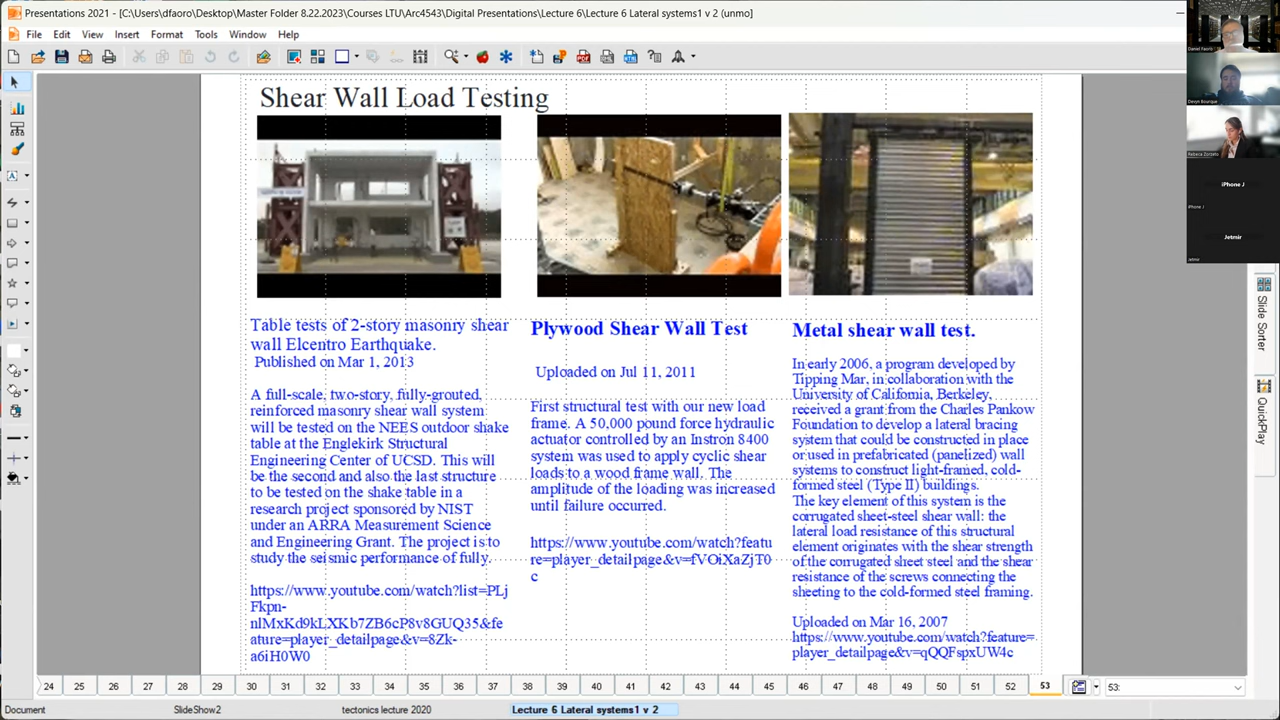 Presentations 2021 - [C:\Users\dfaoro\Desktop\Master Folder 8.22.2023\Courses LTU\Arc4543\Digital Presentations\Lecture 6\Lecture 6 Lateral systems1 v 2 (unmo)
File Edit View Insert Format Tools Window Help
Shear Wall Load Testing
Table tests of 2-story masonry shear
wall Elcentro Earthquake.
Published on Mar 1, 2013
A full-scale, two-story, fully-grouted,
reinforced masonry shear wall system
will be tested on the NEES outdoor shake
table at the Englekirk Structural
Engineering Center of UCSD. This will
be the second and also the last structure
to be tested on the shake table in a
research project sponsored by NIST
under an ARRA Measurement Science
and Engineering Grant. The project is to
study the seismic performance of fully.
https://www.youtube.com/watch?list=PLj
Fkpn-
nlMxKd9kLXKb7ZB6cP8v8GUQ35&fe
ature=player_detailpage&v=8Zk-
a6iH0W0
Plywood Shear Wall Test
Uploaded on Jul 11, 2011
First structural test with our new load
frame. A 50,000 pound force hydraulic
actuator controlled by an Instron 8400
system was used to apply cyclic shear
loads to a wood frame wall. The
amplitude of the loading was increased
until failure occurred.
https://www.youtube.com/watch?featu
re=player_detailpage&v=fVOiXaZjT0
c
Metal shear wall test.
In early 2006, a program developed by
Tipping Mar, in collaboration with the
University of California, Berkeley,
received a grant from the Charles Pankow
Foundation to develop a lateral bracing
system that could be constructed in place
or used in prefabricated (panelized) wall
systems to construct light-framed, cold-
formed steel (Type II) buildings.
The key element of this system is the
corrugated sheet-steel shear wall: the
lateral load resistance of this structural
element originates with the shear strength
of the corrugated sheet steel and the shear
resistance of the screws connecting the
sheeting to the cold-formed steel framing.
Uploaded on Mar 16, 2007
https://www.youtube.com/watch?feature=
player_detailpage&v=qQQFspxUW4c
Daniel Faoro
Deryk Bourque
Rebeca Zorzeto
iPhone J
iPhone J
Jetmir
Jetmir
Slide Sorter
QuickPlay
24 25 26 27 28 29 30 31 32 33 34 35 36 37 38 39 40 41 42 43 44 45 46 47 48 49 50 51 52 53 53:
Document SlideShow2 tectonics lecture 2020 Lecture 6 Lateral systems1 v 2